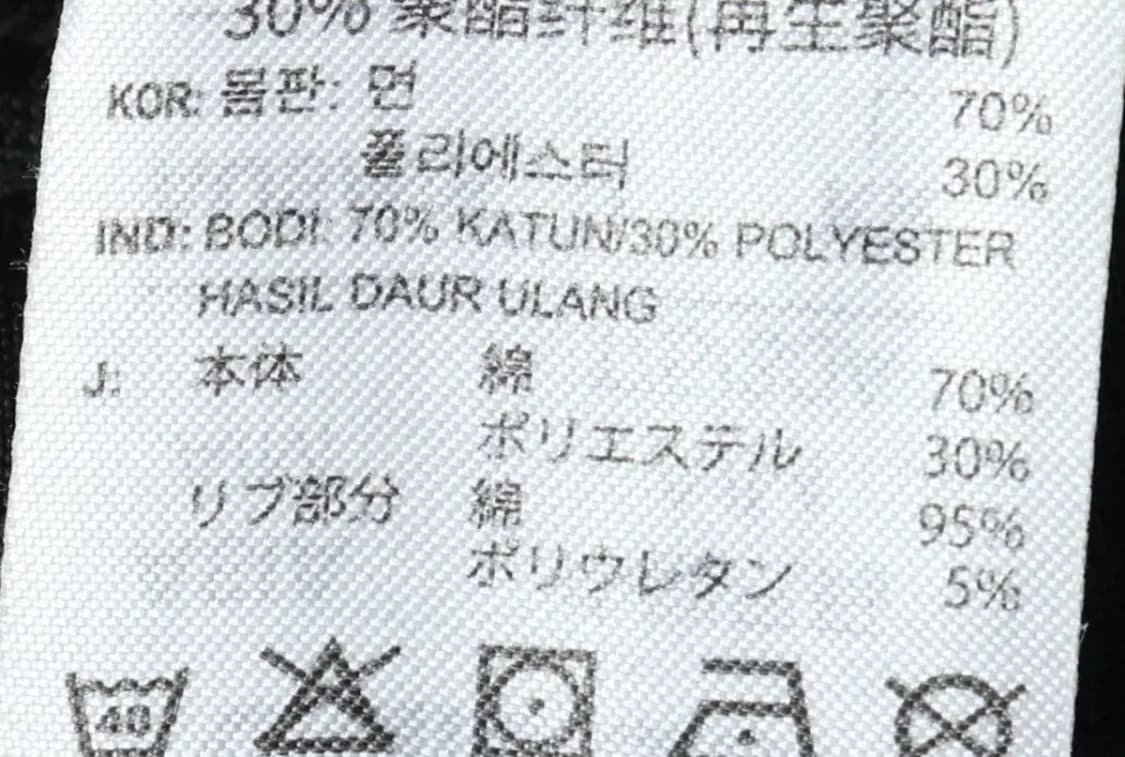 30% 聚酯纤维(再生聚酯)
KOR: 몸판: 면 70%
폴리에스터 30%
IND: BODI: 70% KATUN/30% POLYESTER
HASIL DAUR ULANG
J: 本体 綿 70%
ポリエステル 30%
リブ部分 綿 95%
ポリウレタン 5%
40